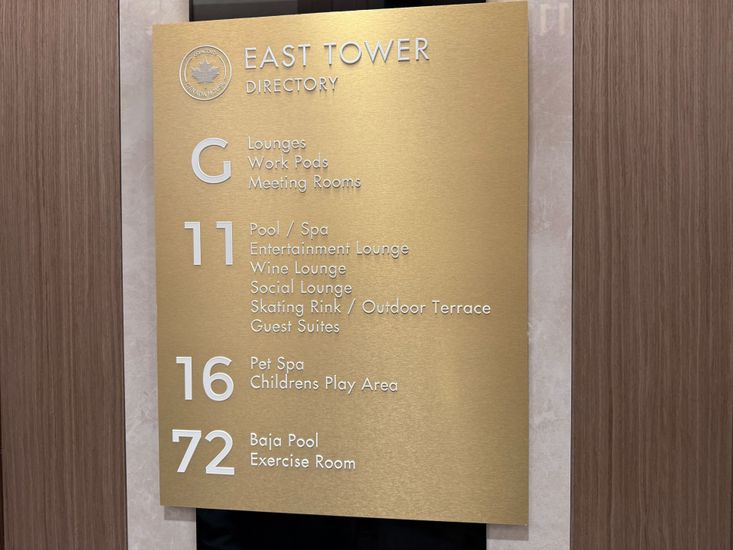 EAST TOWER
DIRECTORY
G
Lounges
Work Pods
Meeting Rooms
11
Pool / Spa
Entertainment Lounge
Wine Lounge
Social Lounge
Skating Rink / Outdoor Terrace
Guest Suites
16
Pet Spa
Childrens Play Area
72
Baja Pool
Exercise Room